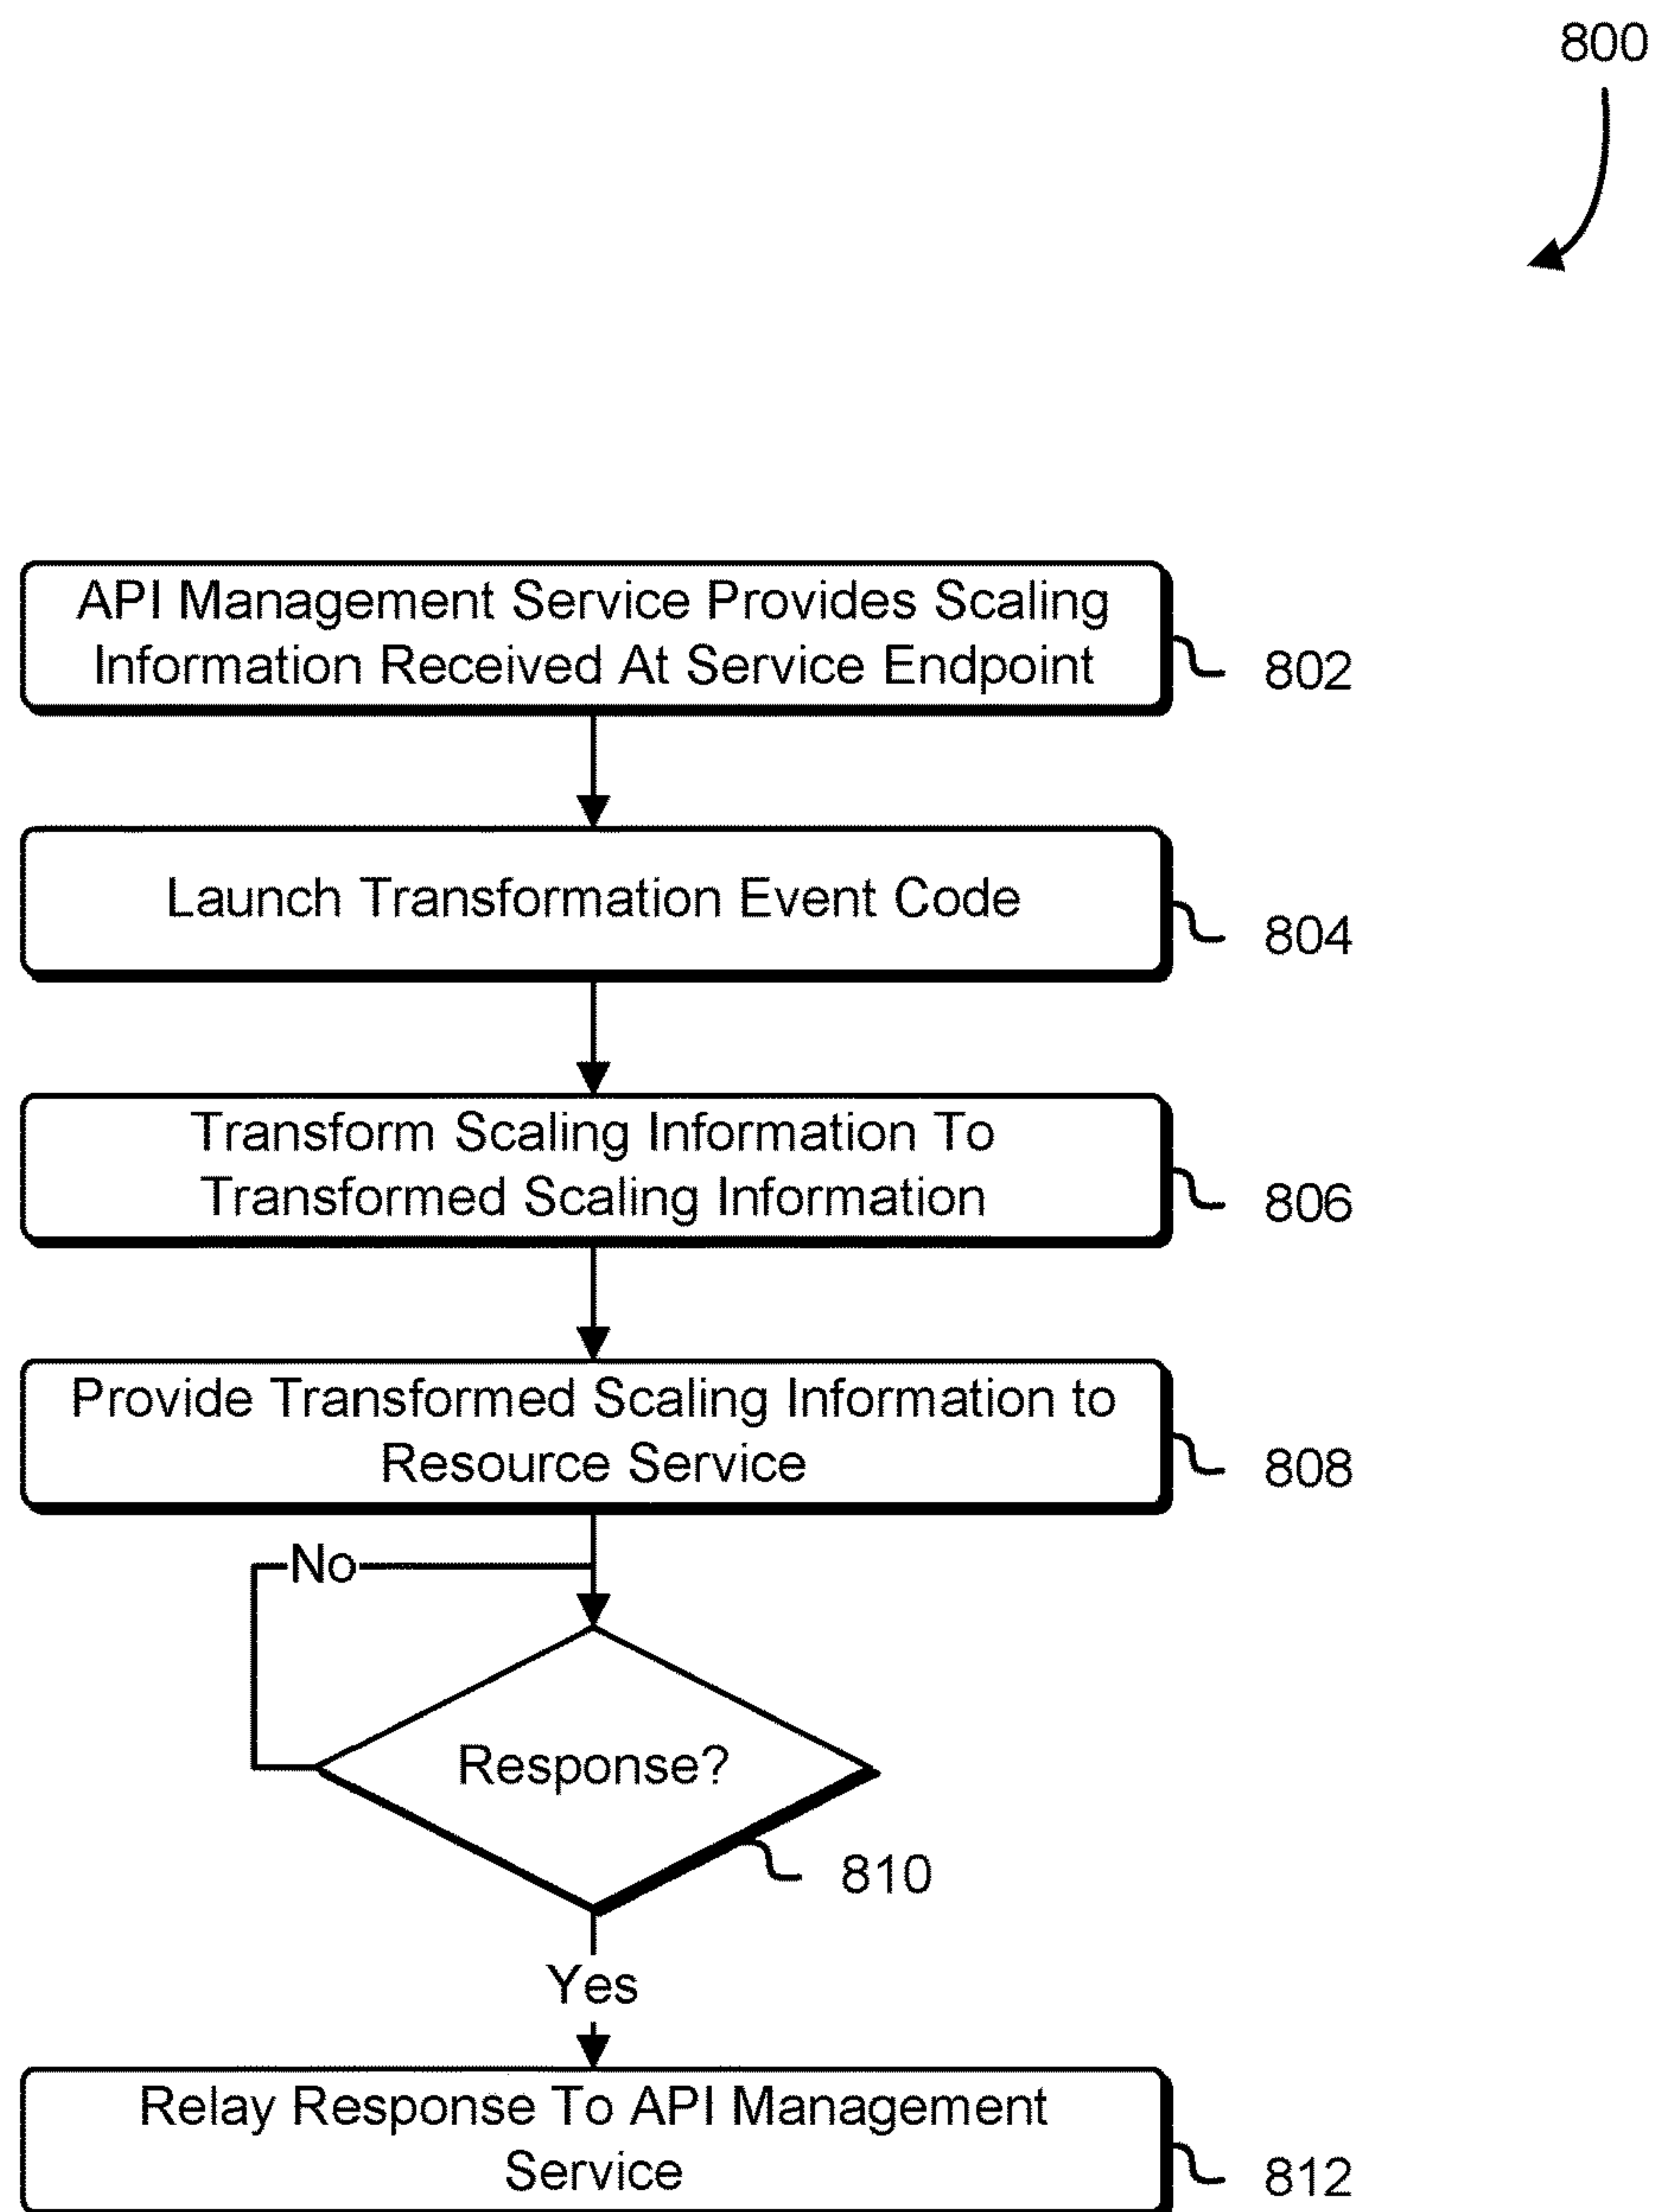 800
API Management Service Provides Scaling
Information Received At Service Endpoint
802
Launch Transformation Event Code
804
Transform Scaling Information To
Transformed Scaling Information
806
Provide Transformed Scaling Information to
Resource Service
808
No
Response?
810
Yes
Relay Response To API Management
Service
812